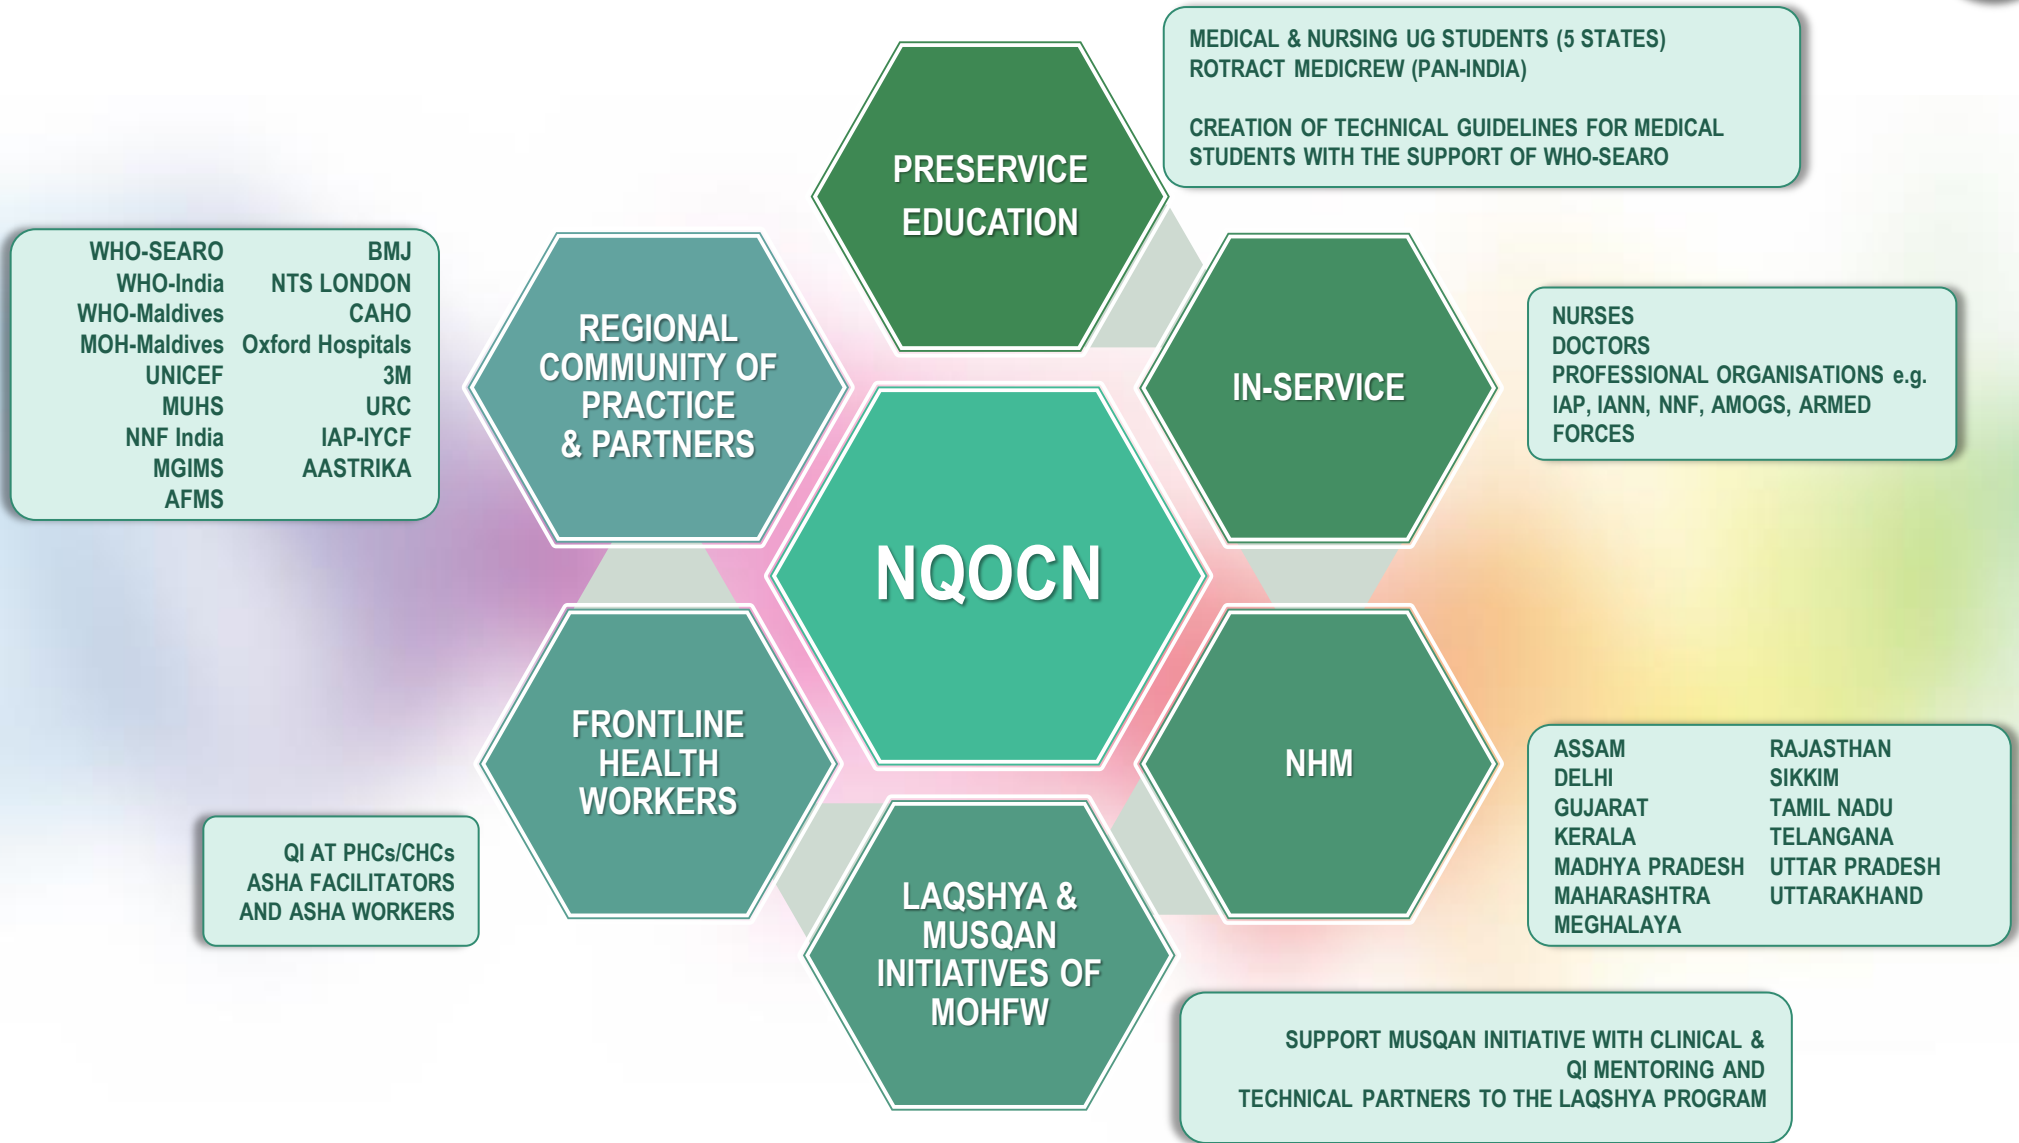 MEDICAL & NURSING UG STUDENTS (5 STATES)
ROTRACT MEDICREW (PAN-INDIA)
CREATION OF TECHNICAL GUIDELINES FOR MEDICAL
STUDENTS WITH THE SUPPORT OF WHO-SEARO
PRESERVICE
EDUCATION
WHO-SEARO
WHO-India
WHO-Maldives
MOH-Maldives
UNICEF
MUHS
NNF India
MGIMS
AFMS
BMJ
NTS LONDON
CAHO
Oxford Hospitals
3M
URC
IAP-IYCF
AASTRIKA
REGIONAL
COMMUNITY OF
PRACTICE
& PARTNERS
IN-SERVICE
NURSES
DOCTORS
PROFESSIONAL ORGANISATIONS e.g.
IAP, IANN, NNF, AMOGS, ARMED
FORCES
NQOCN
FRONTLINE
HEALTH
WORKERS
NHM
ASSAM
DELHI
GUJARAT
KERALA
MADHYA PRADESH
MAHARASHTRA
MEGHALAYA
RAJASTHAN
SIKKIM
TAMIL NADU
TELANGANA
UTTAR PRADESH
UTTARAKHAND
QI AT PHCs/CHCs
ASHA FACILITATORS
AND ASHA WORKERS
LAQSHYA &
MUSQAN
INITIATIVES OF
MOHFW
SUPPORT MUSQAN INITIATIVE WITH CLINICAL &
QI MENTORING AND
TECHNICAL PARTNERS TO THE LAQSHYA PROGRAM